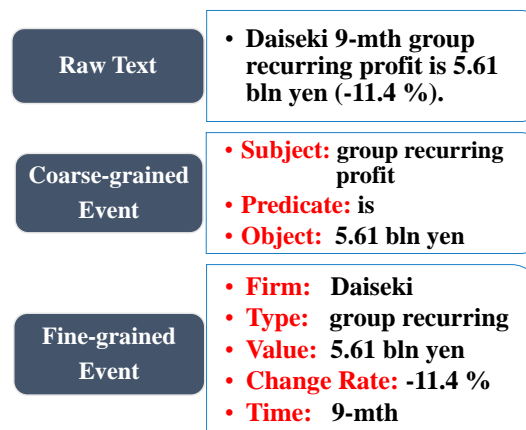 Raw Text
• Daiseki 9-mth group
recurring profit is 5.61
bln yen (-11.4 %).
Coarse-grained
Event
• Subject: group recurring
profit
• Predicate: is
• Object: 5.61 bln yen
Fine-grained
Event
• Firm: Daiseki
• Type: group recurring
• Value: 5.61 bln yen
• Change Rate: -11.4 %
• Time: 9-mth